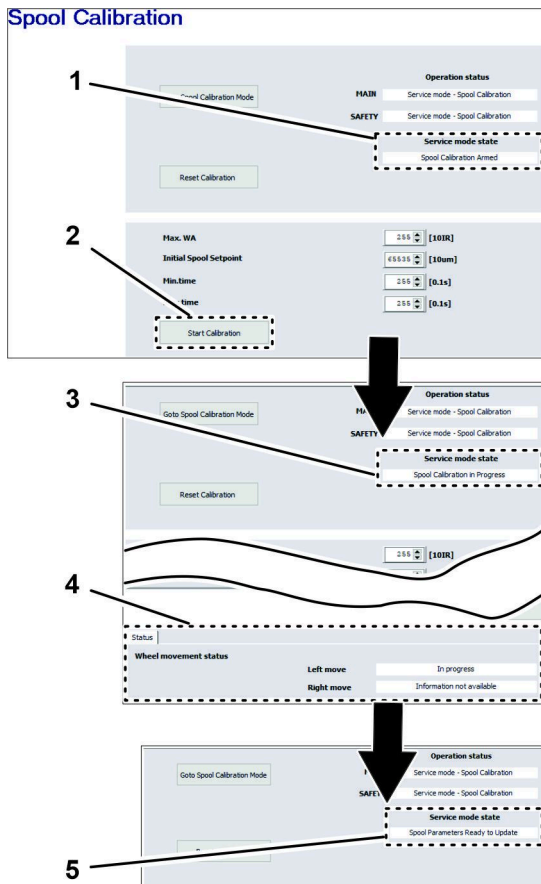 Spool Calibration
1
Spool Calibration Mode
Operation status
MAIN Service mode - Spool Calibration
SAFETY Service mode - Spool Calibration
Service mode state
Spool Calibration Armed
Reset Calibration
2
Max. WA 255 [10IR]
Initial Spool Setpoint 65535 [10um]
Min.time 255 [0.1s]
time 255 [0.1s]
Start Calibration
3
Operation status
Goto Spool Calibration Mode
Service mode - Spool Calibration
SAFETY Service mode - Spool Calibration
Service mode state
Spool Calibration in Progress
Reset Calibration
255 [10IR]
4
Status
Wheel movement status
Left move In progress
Right move Information not available
Operation status
Goto Spool Calibration Mode
Service mode - Spool Calibration
Service mode - Spool Calibration
Service mode state
Spool Parameters Ready to Update
5